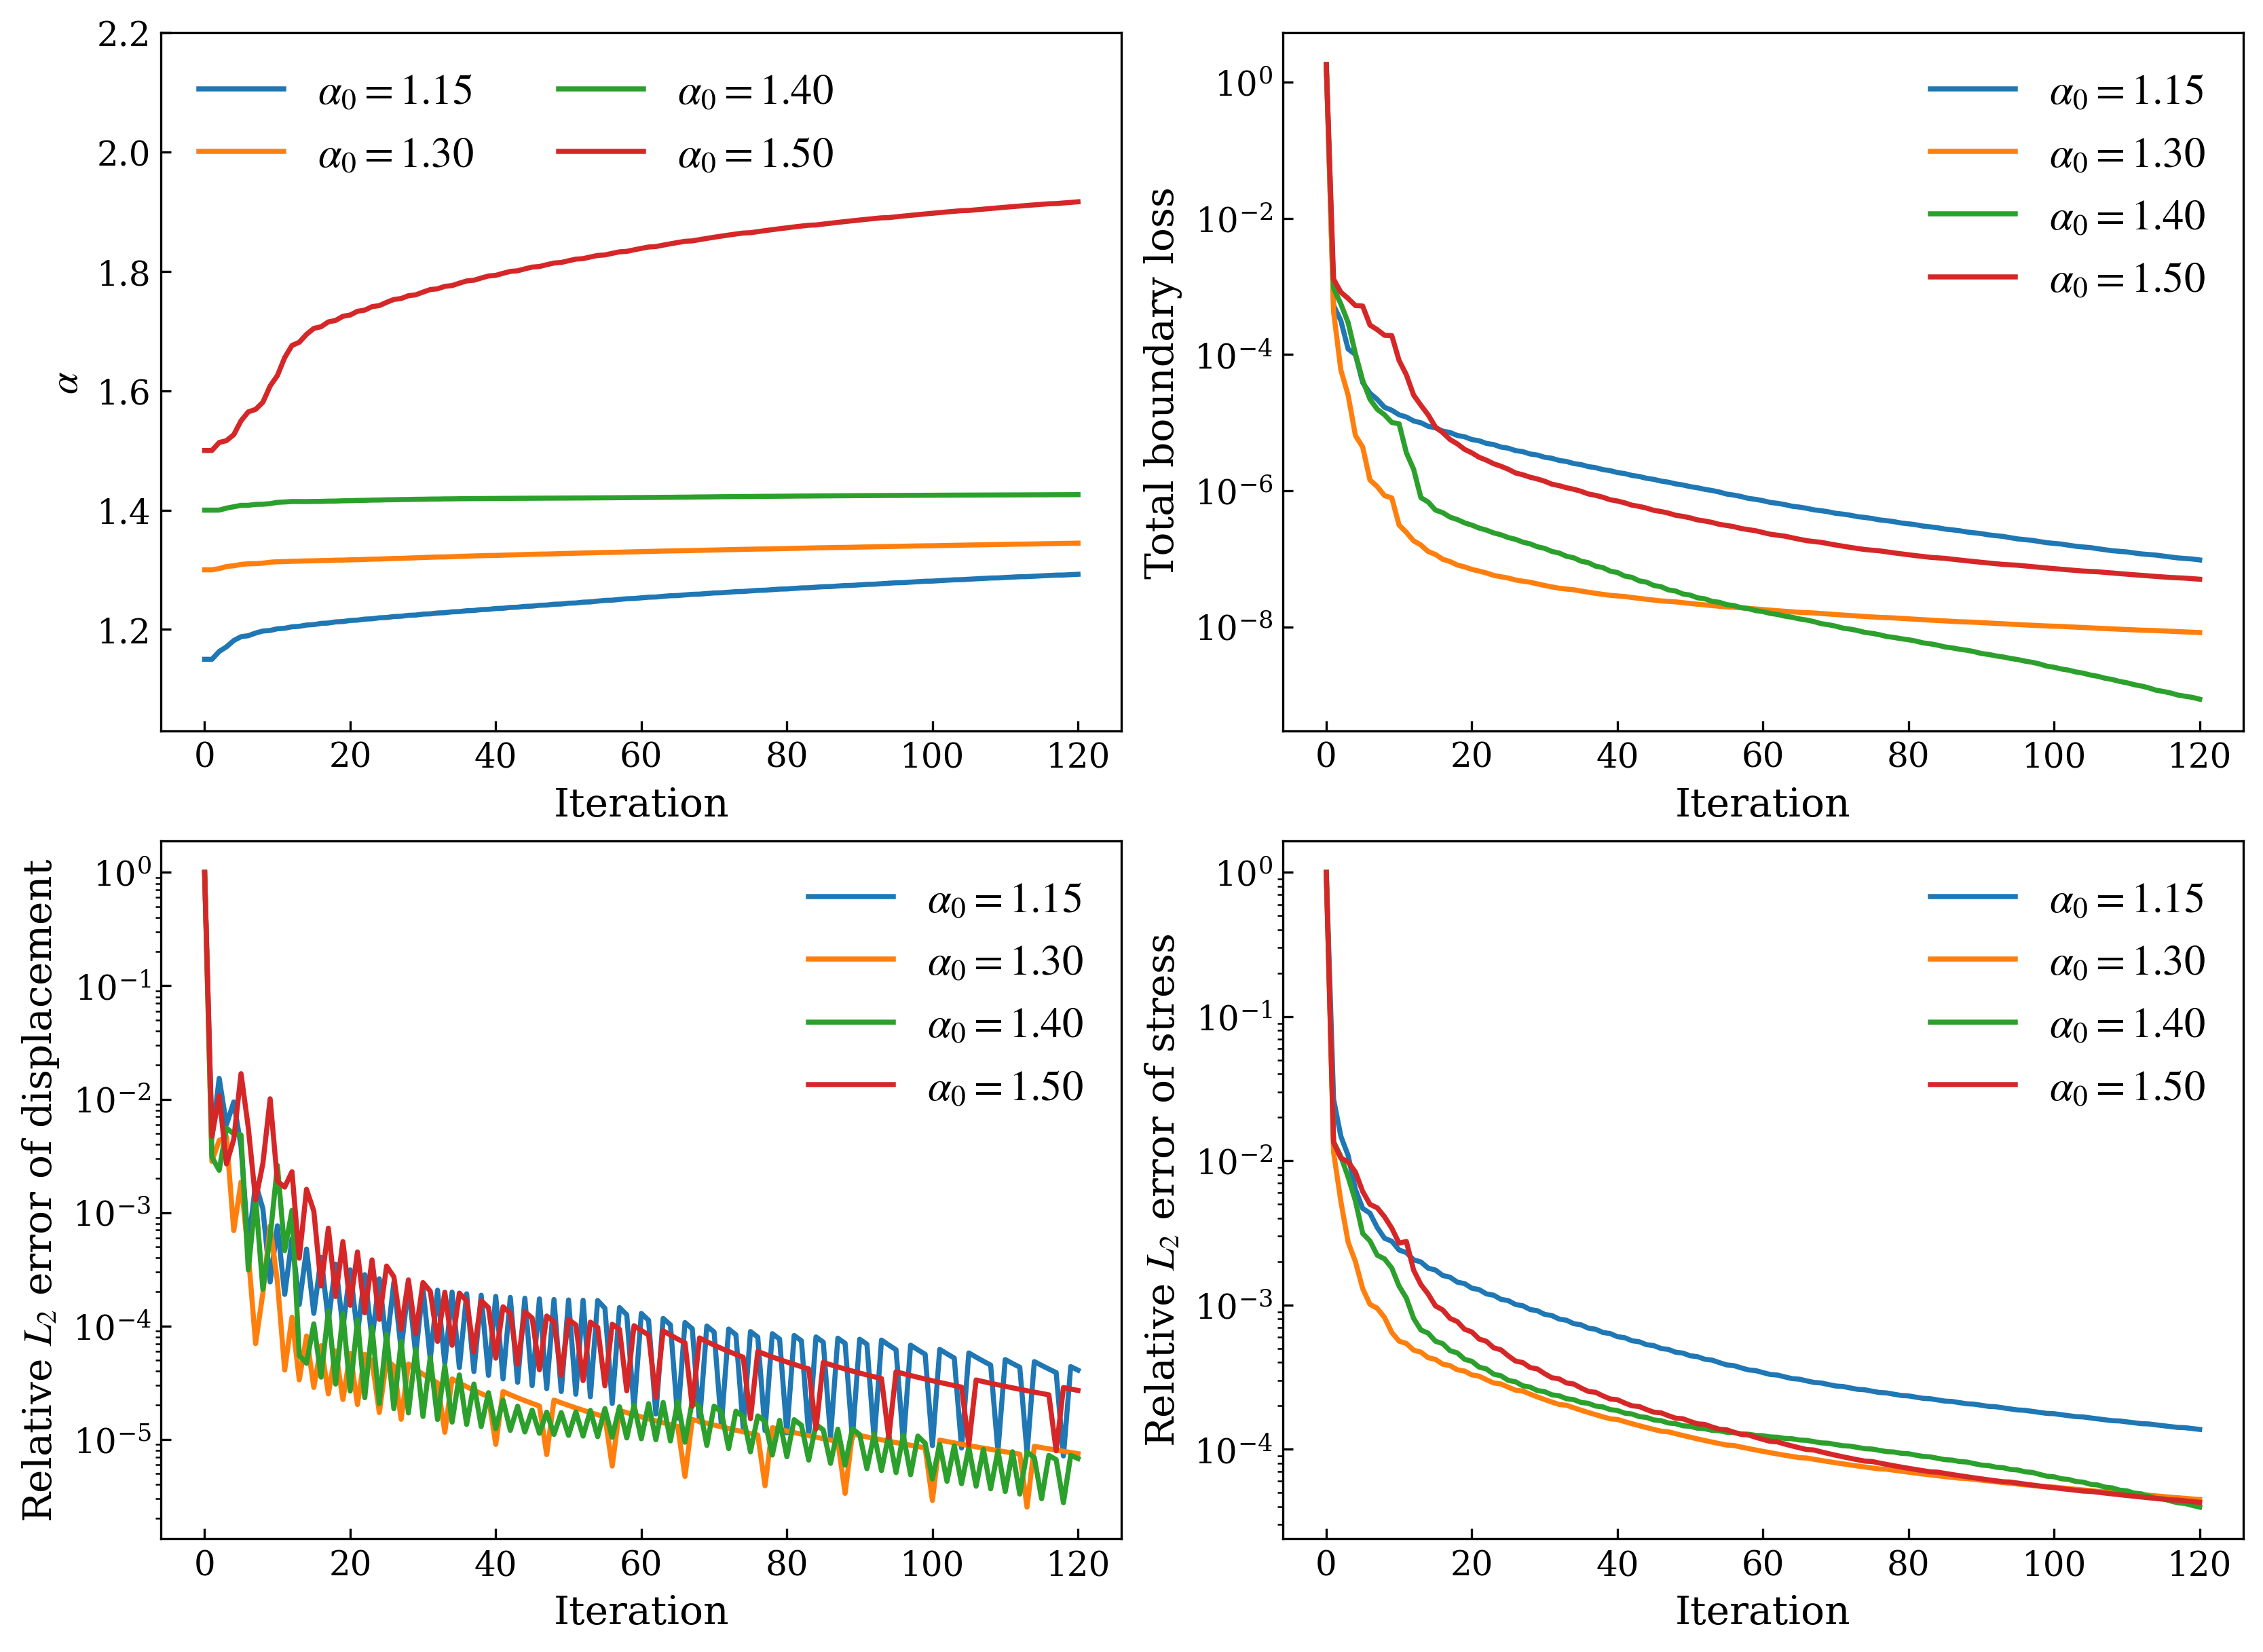 2.2
2.0
1.8
1.6
1.4
1.2
α
α₀ = 1.15
α₀ = 1.30
α₀ = 1.40
α₀ = 1.50
0 20 40 60 80 100 120
Iteration
10⁰
10⁻²
10⁻⁴
10⁻⁶
10⁻⁸
Total boundary loss
α₀ = 1.15
α₀ = 1.30
α₀ = 1.40
α₀ = 1.50
0 20 40 60 80 100 120
Iteration
10⁰
10⁻¹
10⁻²
10⁻³
10⁻⁴
10⁻⁵
Relative L₂ error of displacement
α₀ = 1.15
α₀ = 1.30
α₀ = 1.40
α₀ = 1.50
0 20 40 60 80 100 120
Iteration
10⁰
10⁻¹
10⁻²
10⁻³
10⁻⁴
Relative L₂ error of stress
α₀ = 1.15
α₀ = 1.30
α₀ = 1.40
α₀ = 1.50
0 20 40 60 80 100 120
Iteration